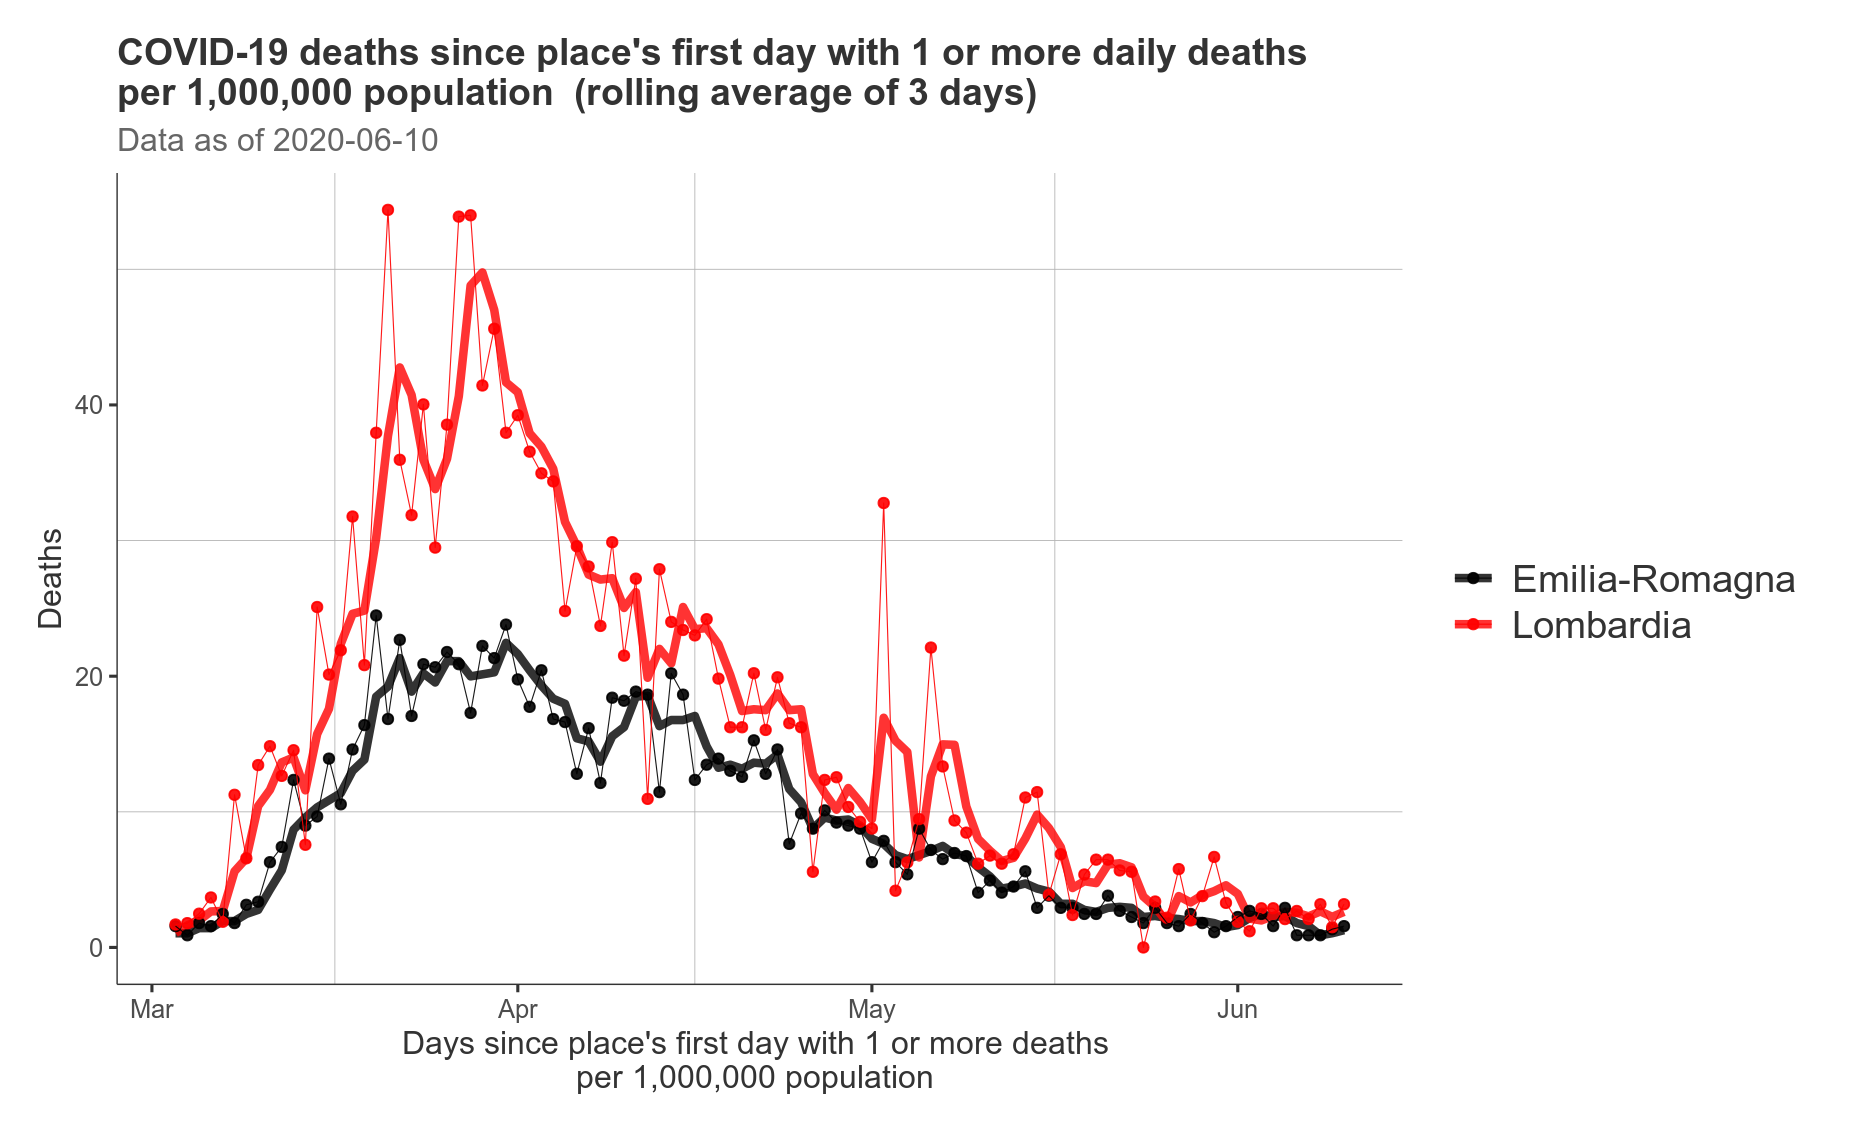 COVID-19 deaths since place's first day with 1 or more daily deaths
per 1,000,000 population  (rolling average of 3 days)
Data as of 2020-06-10
Deaths
40
20
0
Mar
Apr
May
Jun
Days since place's first day with 1 or more deaths
per 1,000,000 population
Emilia-Romagna
Lombardia